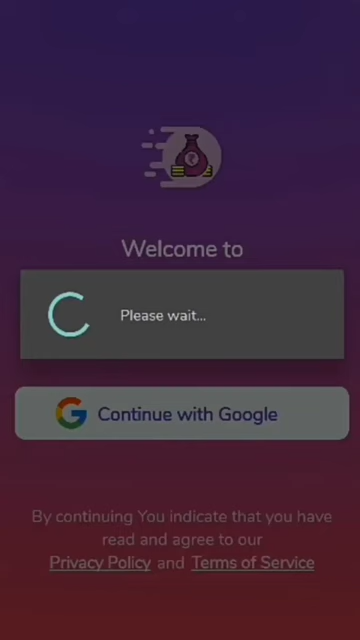 Welcome to
Please wait...
Continue with Google
By continuing You indicate that you have
read and agree to our
Privacy Policy and Terms of Service